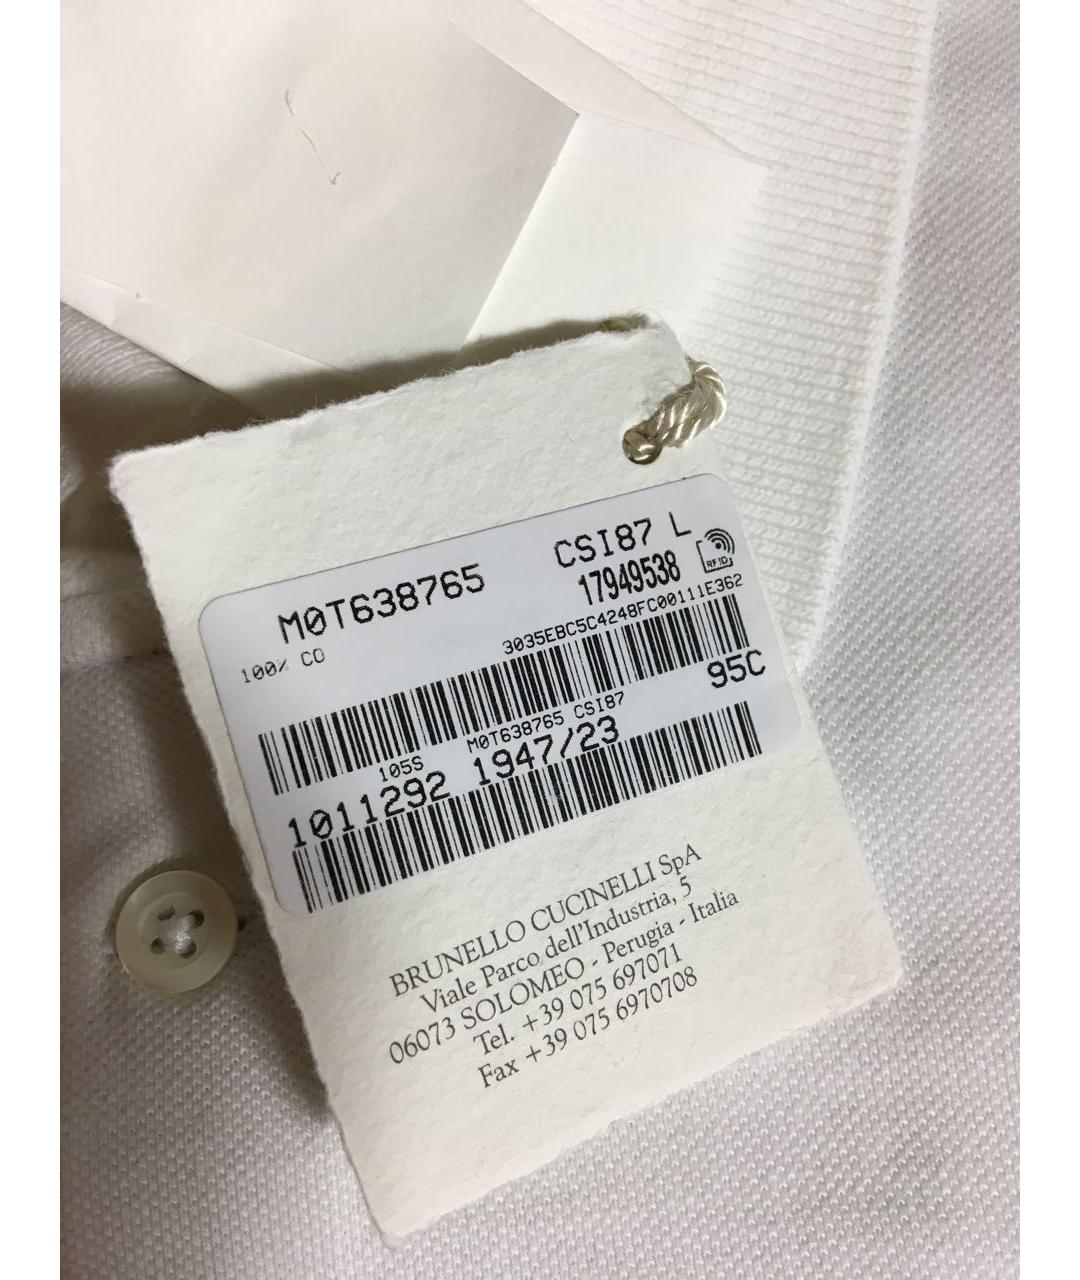 CSI87 L
M0T638765
17949538
RFID
100% CO
3035EBC5C4248FC00111E362
95C
M0T638765 CSI87
105S
1011292 1947/23
BRUNELLO CUCINELLI SpA
Viale Parco dell'Industria, 5
06073 SOLOMEO - Perugia - Italia
Tel. +39 075 697071
Fax +39 075 6970708